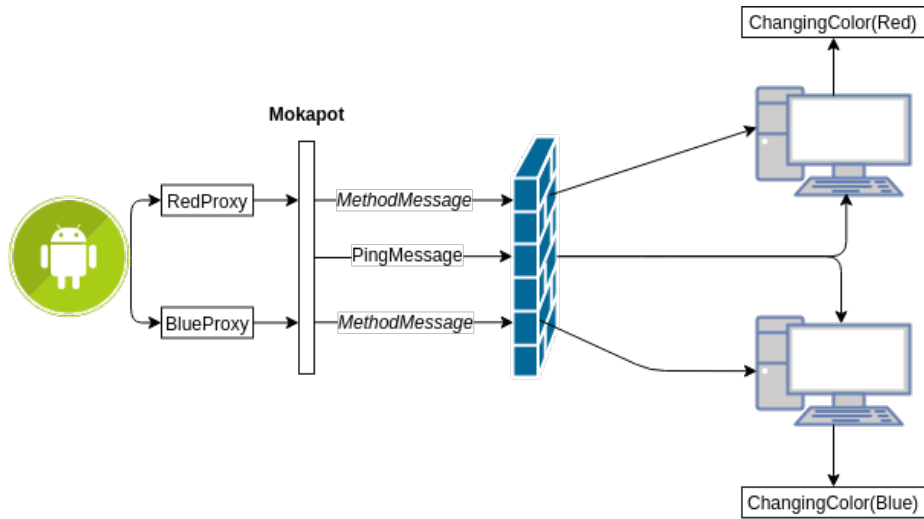 ChangingColor(Red)
Mokapot
RedProxy
MethodMessage
PingMessage
BlueProxy
MethodMessage
ChangingColor(Blue)